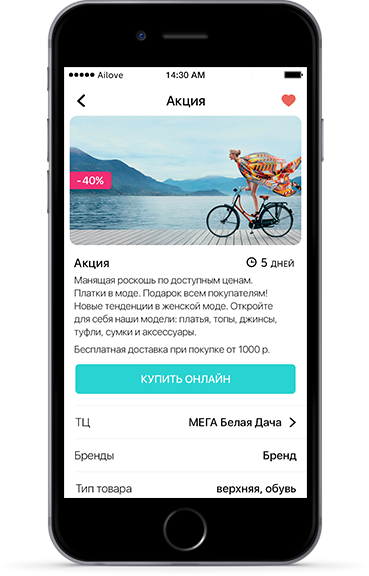 Ailove 14:30 AM
Акция
-40%
Акция 5 ДНЕЙ
Манящая роскошь по доступным ценам.
Платки в моде. Подарок всем покупателям!
Новые тенденции в женской моде. Откройте
для себя наши модели: платья, топы, джинсы,
туфли, сумки и аксессуары.
Бесплатная доставка при покупке от 1000 р.
КУПИТЬ ОНЛАЙН
ТЦ МЕГА Белая Дача
Бренды Бренд
Тип товара верхняя, обувь